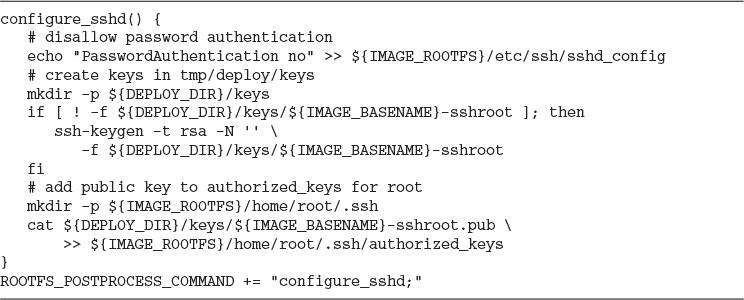 configure_sshd() {
   # disallow password authentication
   echo "PasswordAuthentication no" >> ${IMAGE_ROOTFS}/etc/ssh/sshd_config
   # create keys in tmp/deploy/keys
   mkdir -p ${DEPLOY_DIR}/keys
   if [ ! -f ${DEPLOY_DIR}/keys/${IMAGE_BASENAME}-sshroot ]; then
      ssh-keygen -t rsa -N '' \
         -f ${DEPLOY_DIR}/keys/${IMAGE_BASENAME}-sshroot
   fi
   # add public key to authorized_keys for root
   mkdir -p ${IMAGE_ROOTFS}/home/root/.ssh
   cat ${DEPLOY_DIR}/keys/${IMAGE_BASENAME}-sshroot.pub \
       >> ${IMAGE_ROOTFS}/home/root/.ssh/authorized_keys
}
ROOTFS_POSTPROCESS_COMMAND += "configure_sshd;"